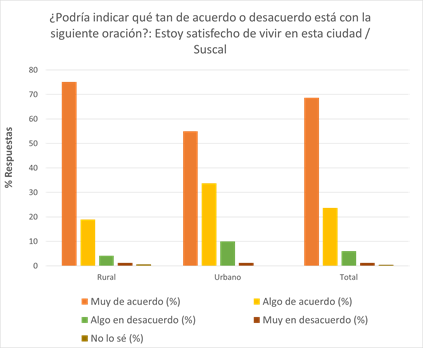 ¿Podría indicar qué tan de acuerdo o desacuerdo está con la
siguiente oración?: Estoy satisfecho de vivir en esta ciudad /
Suscal
% Respuestas
80
70
60
50
40
30
20
10
0
Rural
Urbano
Total
Muy de acuerdo (%)
Algo de acuerdo (%)
Algo en desacuerdo (%)
Muy en desacuerdo (%)
No lo sé (%)